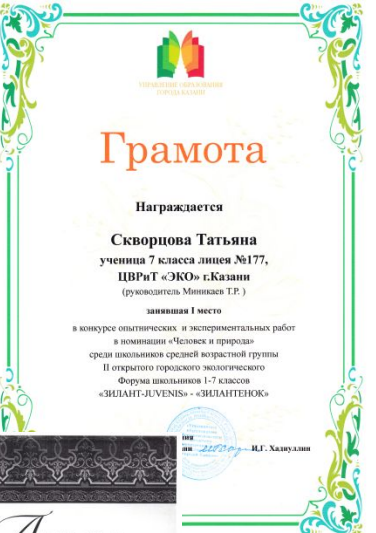 УПРАВЛЕНИЕ ОБРАЗОВАНИЯ
ГОРОДА КАЗАНИ
Грамота
Награждается
Скворцова Татьяна
ученица 7 класса лицея №177,
ЦВРиТ «ЭКО» г.Казани
(руководитель Миникаев Т.Р. )
занявшая I место
в конкурсе опытнических и экспериментальных работ
в номинации «Человек и природа»
среди школьников средней возрастной группы
II открытого городского экологического
Форума школьников 1-7 классов
«ЗИЛАНТ-JUVENIS» - «ЗИЛАНТЕНОК»
И.Г. Хадиуллин